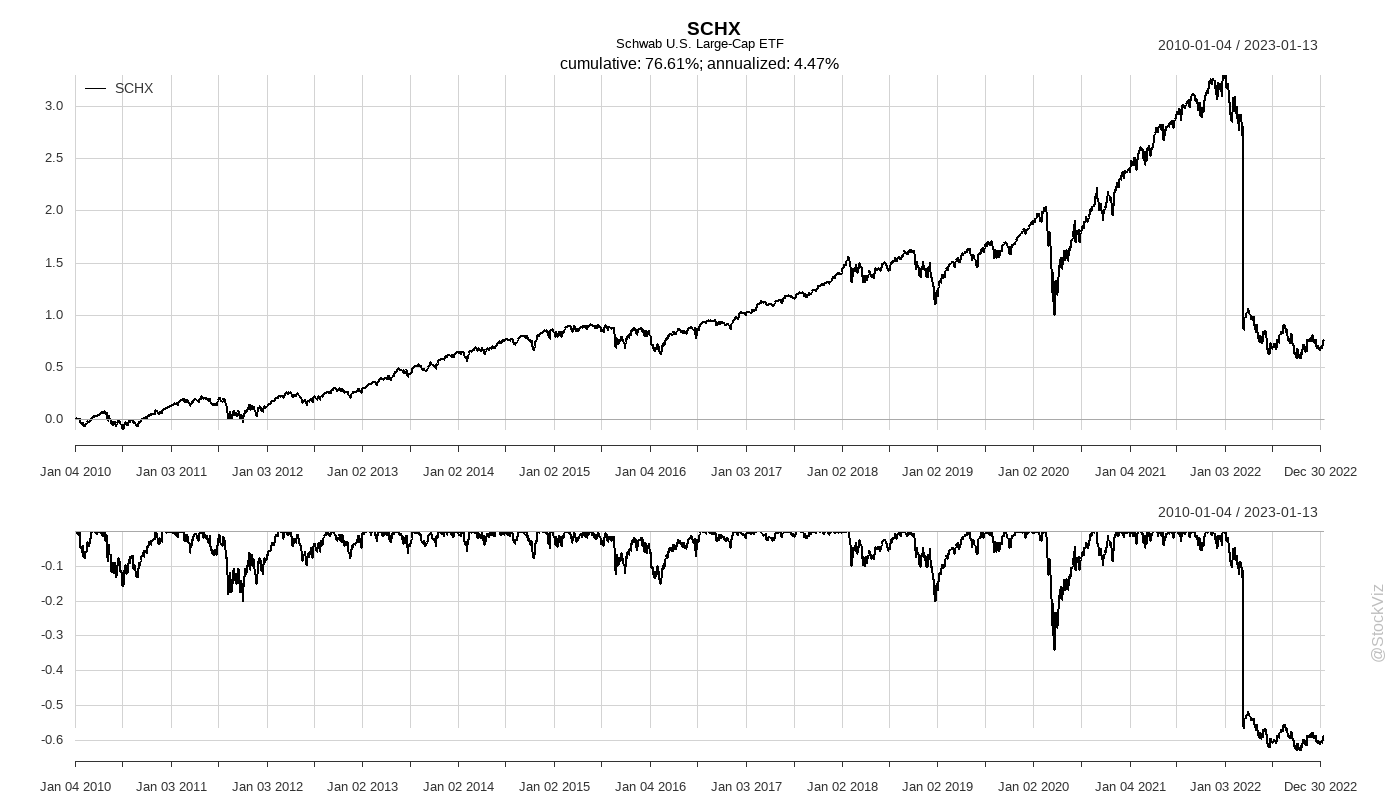 SCHX
Schwab U.S. Large-Cap ETF
cumulative: 76.61%; annualized: 4.47%
2010-01-04 / 2023-01-13
SCHX
3.0
2.5
2.0
1.5
1.0
0.5
0.0
Jan 04 2010 Jan 03 2011 Jan 03 2012 Jan 02 2013 Jan 02 2014 Jan 02 2015 Jan 04 2016 Jan 03 2017 Jan 02 2018 Jan 02 2019 Jan 02 2020 Jan 04 2021 Jan 03 2022 Dec 30 2022
2010-01-04 / 2023-01-13
-0.1
-0.2
-0.3
-0.4
-0.5
-0.6
Jan 04 2010 Jan 03 2011 Jan 03 2012 Jan 02 2013 Jan 02 2014 Jan 02 2015 Jan 04 2016 Jan 03 2017 Jan 02 2018 Jan 02 2019 Jan 02 2020 Jan 04 2021 Jan 03 2022 Dec 30 2022
@StockViz